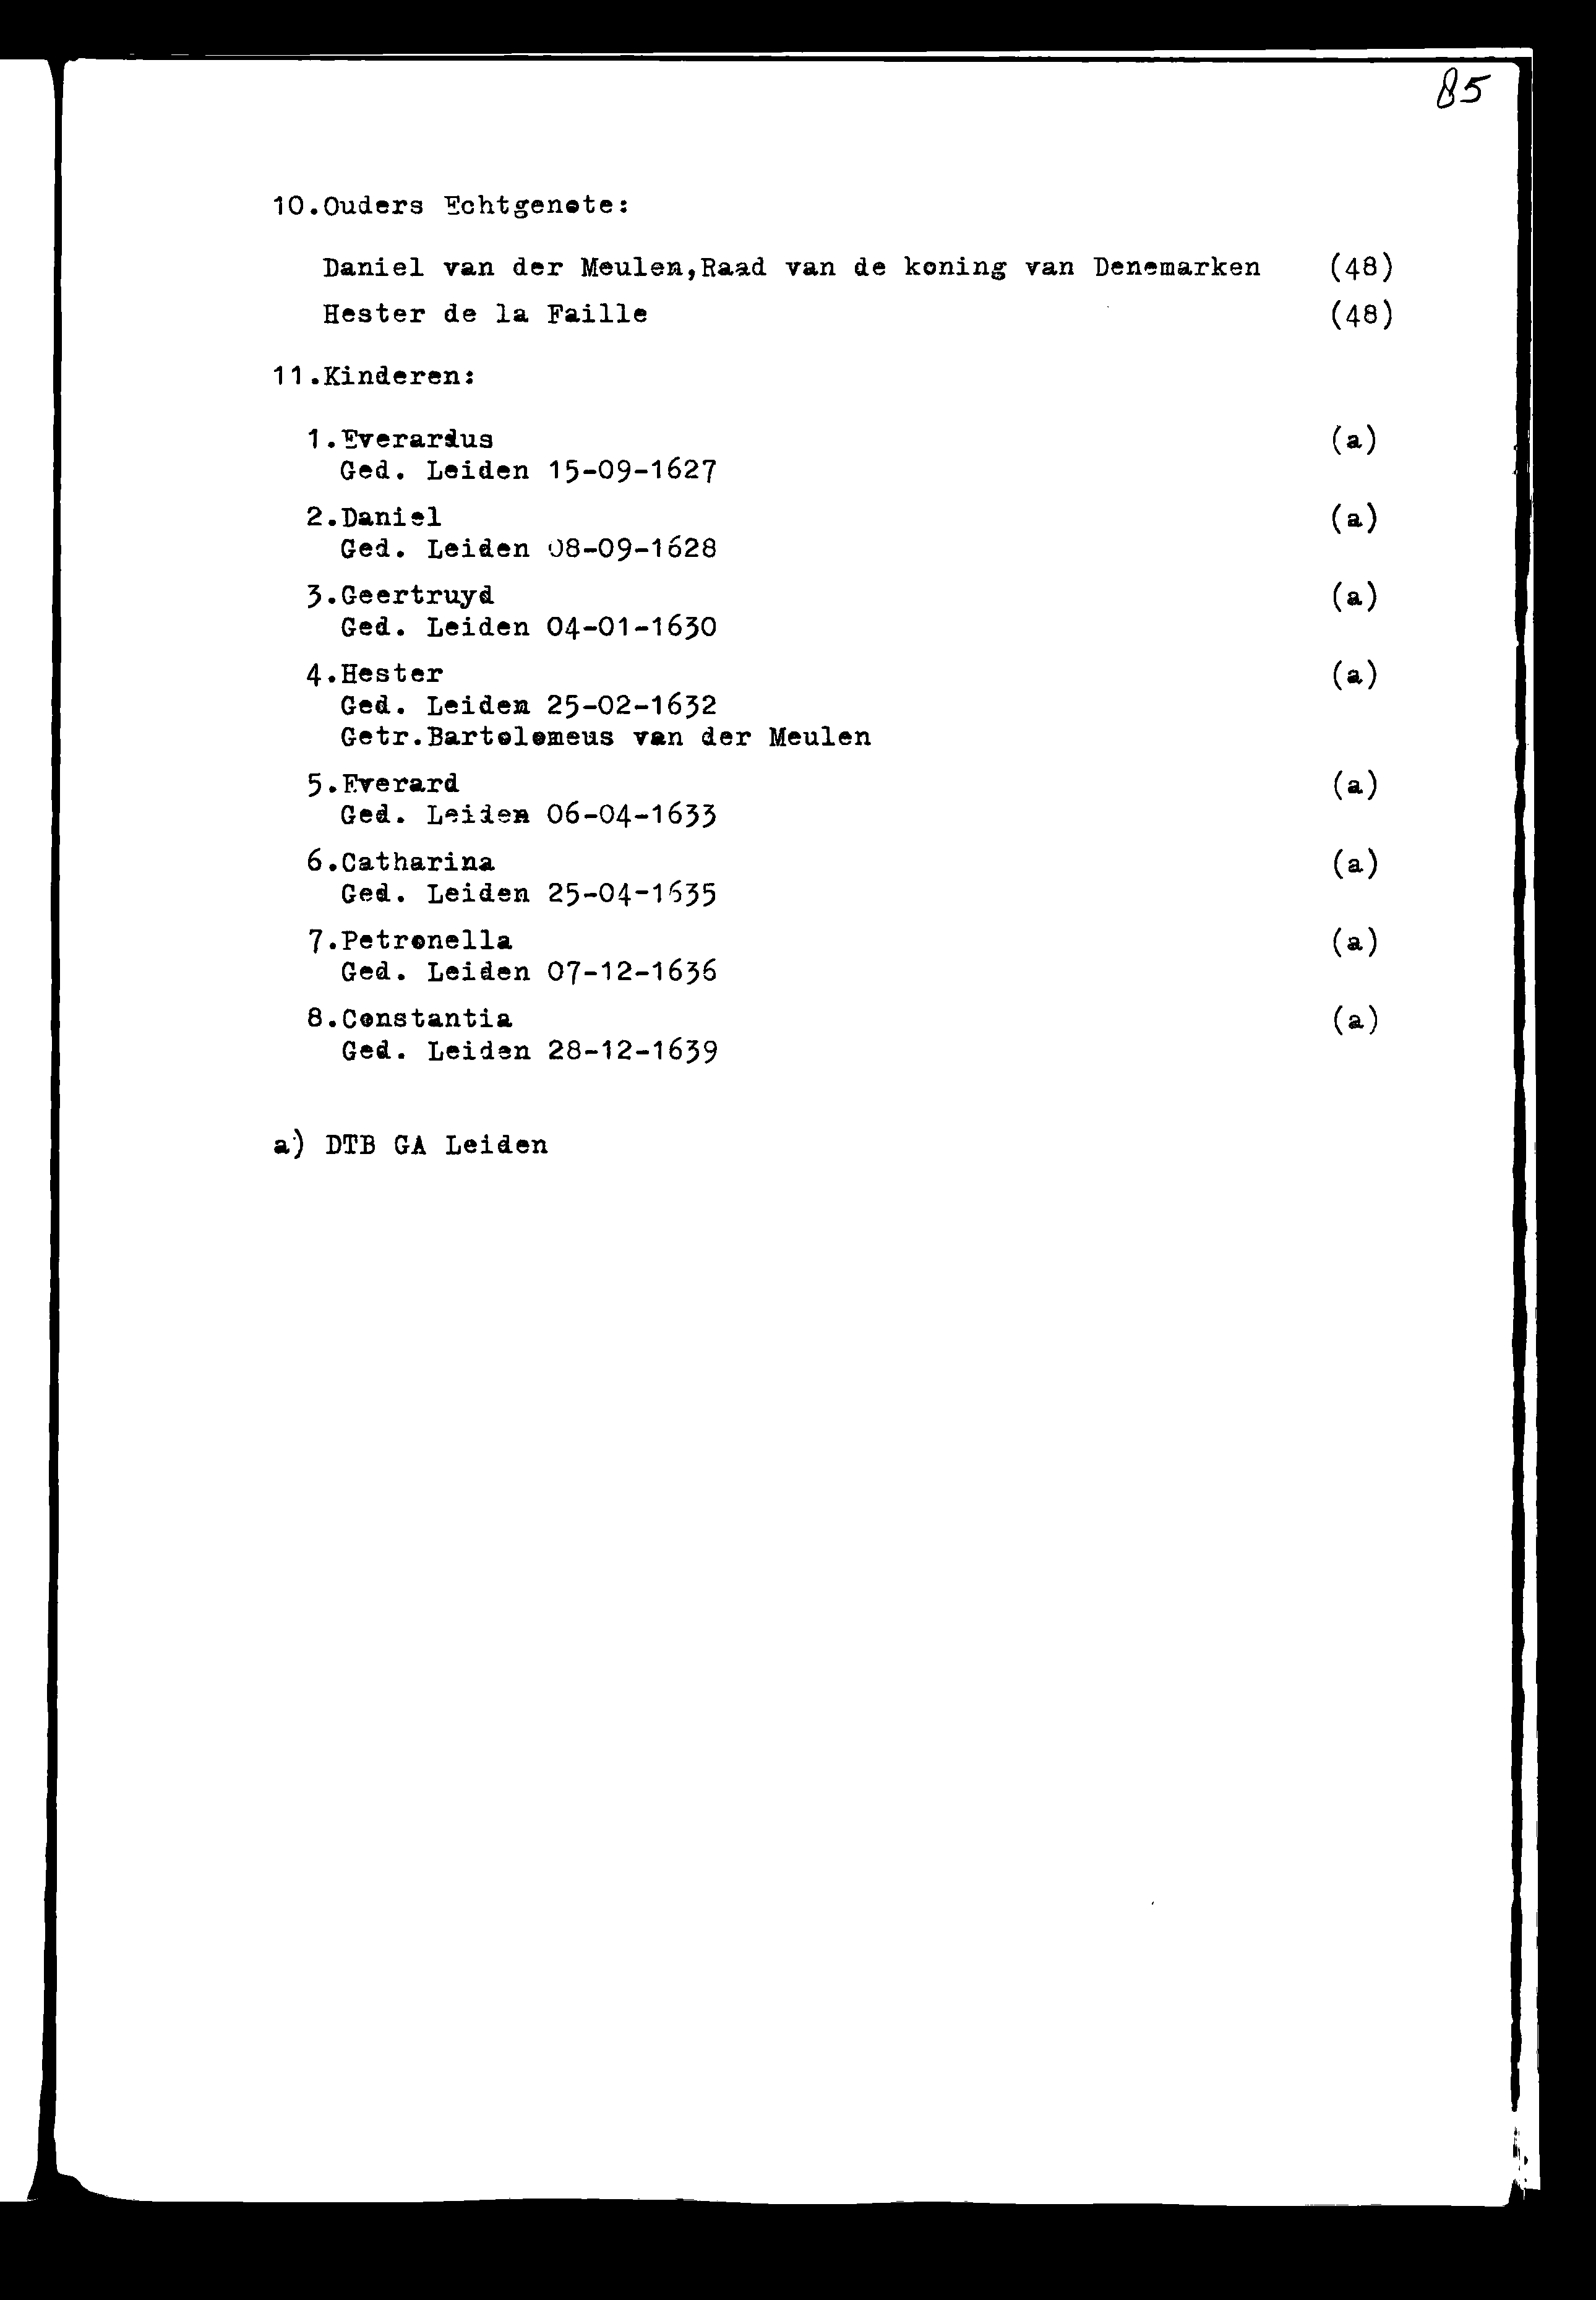 85
10.Ouders Echtgenote:
Daniel van der Meulen,Raad van de koning van Denemarken (48)
Hester de la Faille (48)
11.Kinderen:
1.Everardus (a)
Ged. Leiden 15-09-1627
2.Daniel (a)
Ged. Leiden 08-09-1628
3.Geertruyd (a)
Ged. Leiden 04-01-1630
4.Hester (a)
Ged. Leiden 25-02-1632
Getr.Bartolomeus van der Meulen
5.Everard (a)
Ged. Leiden 06-04-1633
6.Catharina (a)
Ged. Leiden 25-04-1635
7.Petronella (a)
Ged. Leiden 07-12-1636
8.Constantia (a)
Ged. Leiden 28-12-1639
a) DTB GA Leiden